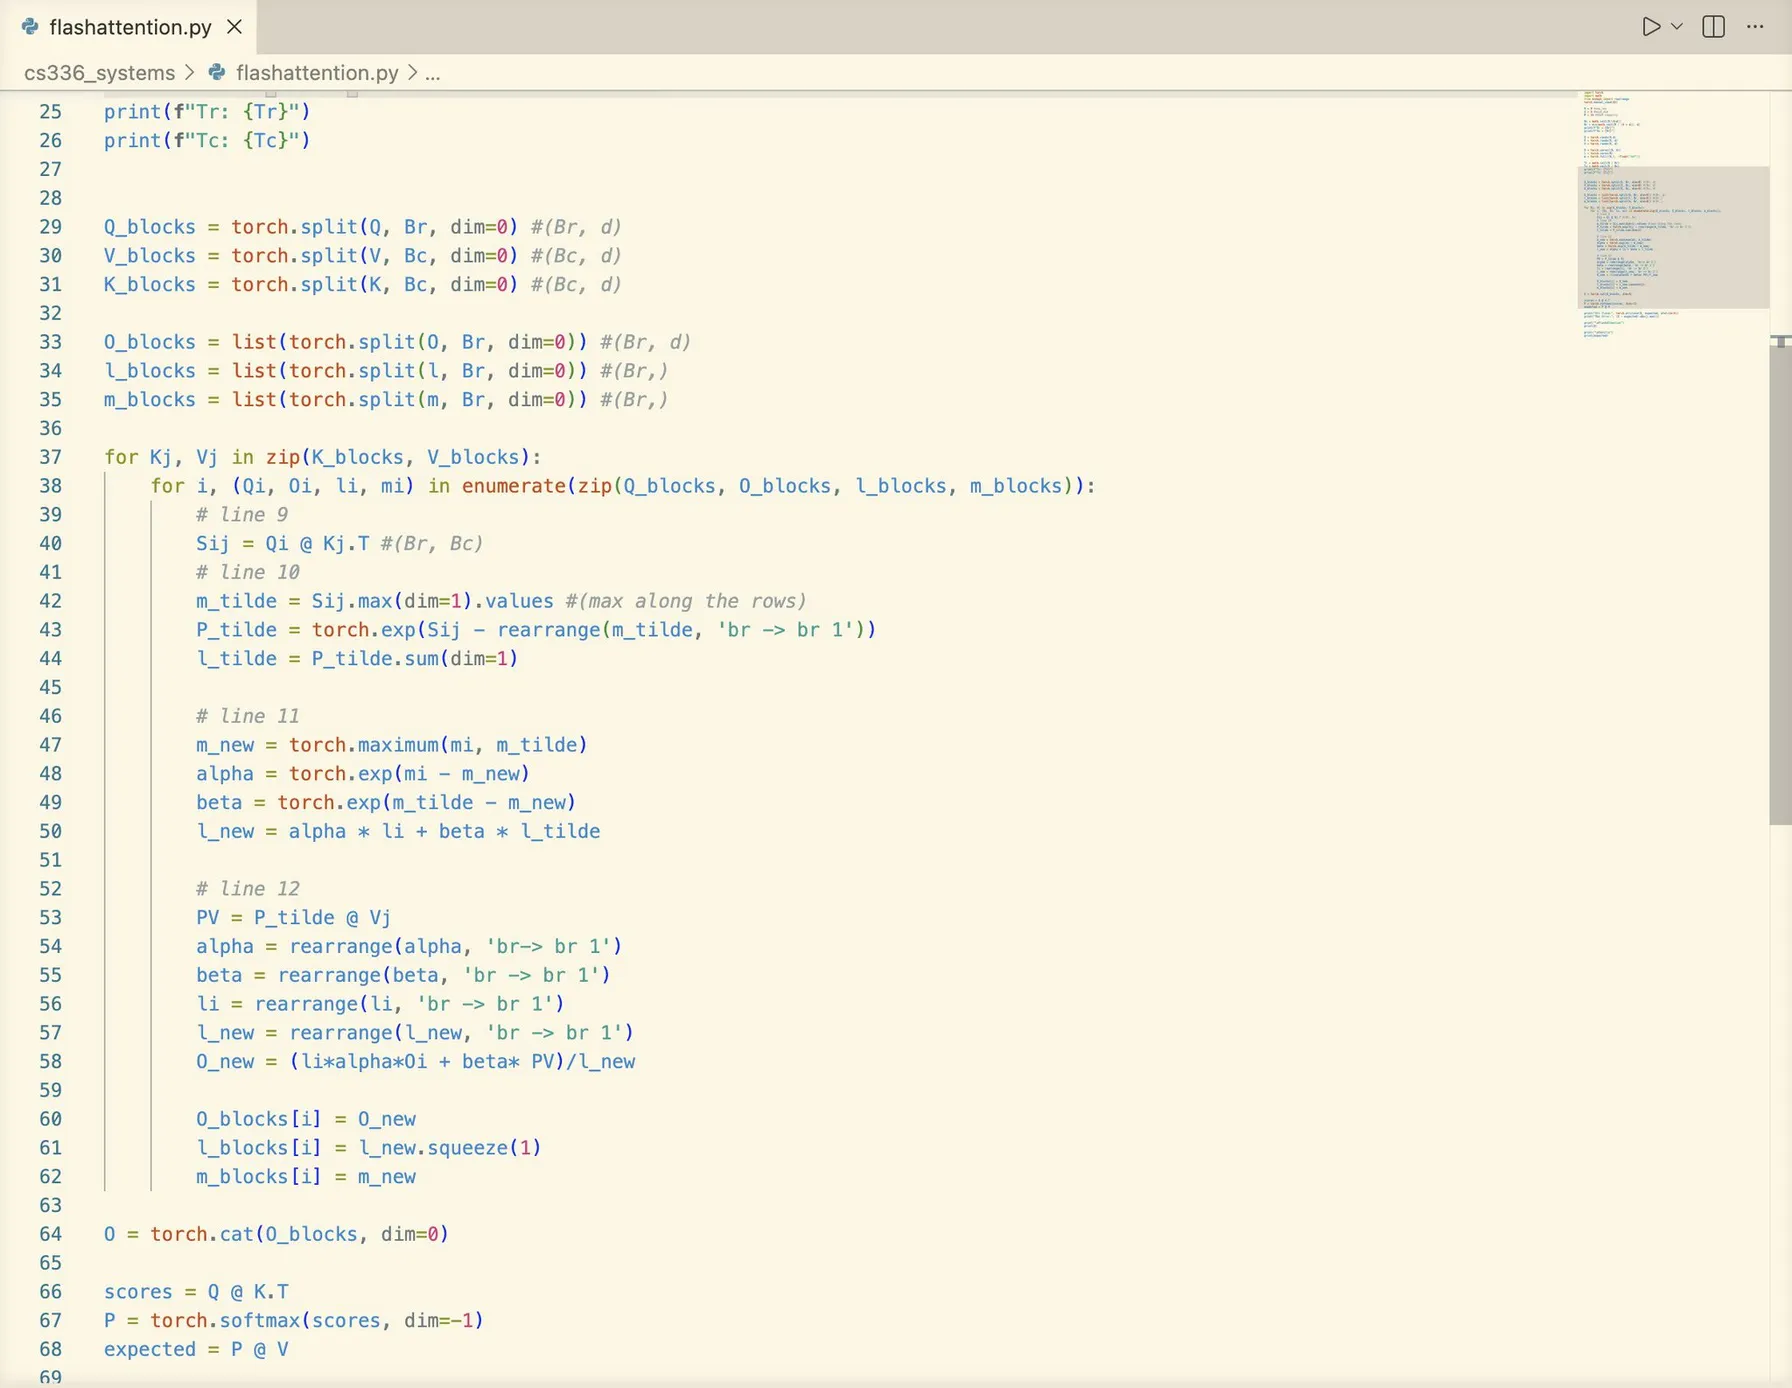 flashattention.py
cs336_systems > flashattention.py > ...
25 print(f"Tr: {Tr}")
26 print(f"Tc: {Tc}")
27
28
29 Q_blocks = torch.split(Q, Br, dim=0) #(Br, d)
30 V_blocks = torch.split(V, Bc, dim=0) #(Bc, d)
31 K_blocks = torch.split(K, Bc, dim=0) #(Bc, d)
32
33 O_blocks = list(torch.split(O, Br, dim=0)) #(Br, d)
34 l_blocks = list(torch.split(l, Br, dim=0)) #(Br,)
35 m_blocks = list(torch.split(m, Br, dim=0)) #(Br,)
36
37 for Kj, Vj in zip(K_blocks, V_blocks):
38     for i, (Qi, Oi, li, mi) in enumerate(zip(Q_blocks, O_blocks, l_blocks, m_blocks)):
39         # line 9
40         Sij = Qi @ Kj.T #(Br, Bc)
41         # line 10
42         m_tilde = Sij.max(dim=1).values #(max along the rows)
43         P_tilde = torch.exp(Sij - rearrange(m_tilde, 'br -> br 1'))
44         l_tilde = P_tilde.sum(dim=1)
45
46         # line 11
47         m_new = torch.maximum(mi, m_tilde)
48         alpha = torch.exp(mi - m_new)
49         beta = torch.exp(m_tilde - m_new)
50         l_new = alpha * li + beta * l_tilde
51
52         # line 12
53         PV = P_tilde @ Vj
54         alpha = rearrange(alpha, 'br-> br 1')
55         beta = rearrange(beta, 'br -> br 1')
56         li = rearrange(li, 'br -> br 1')
57         l_new = rearrange(l_new, 'br -> br 1')
58         O_new = (li*alpha*Oi + beta* PV)/l_new
59
60         O_blocks[i] = O_new
61         l_blocks[i] = l_new.squeeze(1)
62         m_blocks[i] = m_new
63
64 O = torch.cat(O_blocks, dim=0)
65
66 scores = Q @ K.T
67 P = torch.softmax(scores, dim=-1)
68 expected = P @ V
69